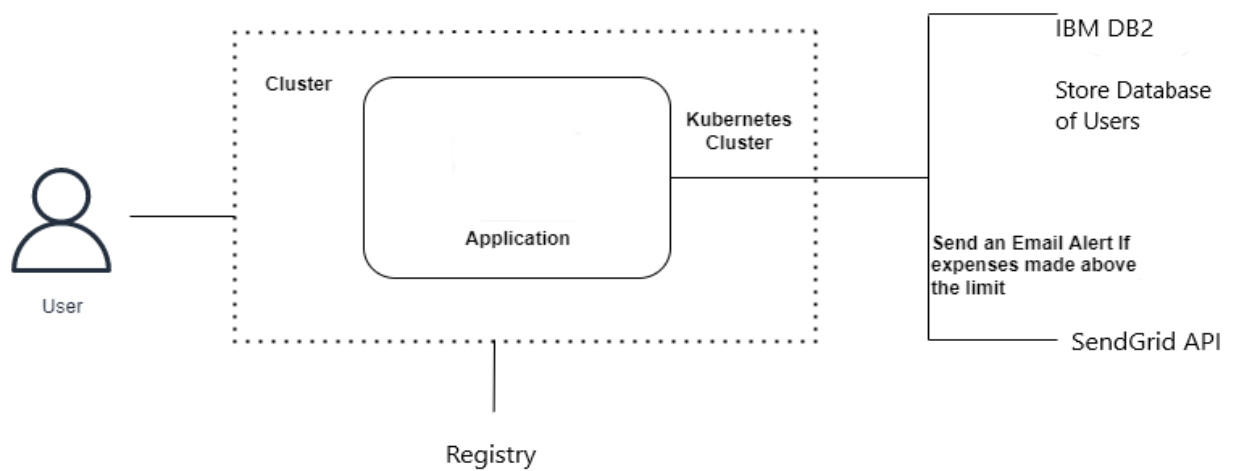 IBM DB2
Cluster
Store Database
of Users
Kubernetes
Cluster
Application
Send an Email Alert If
expenses made above
the limit
User
SendGrid API
Registry